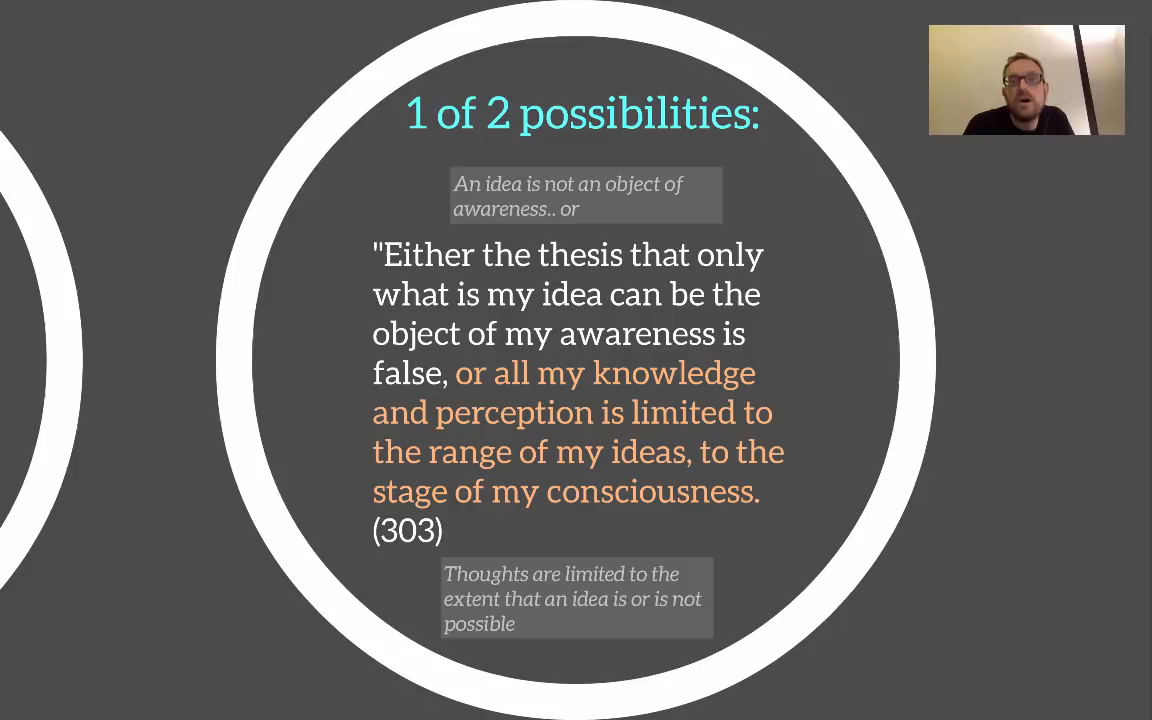 1 of 2 possibilities:
An idea is not an object of
awareness.. or
"Either the thesis that only
what is my idea can be the
object of my awareness is
false, or all my knowledge
and perception is limited to
the range of my ideas, to the
stage of my consciousness.
(303)
Thoughts are limited to the
extent that an idea is or is not
possible